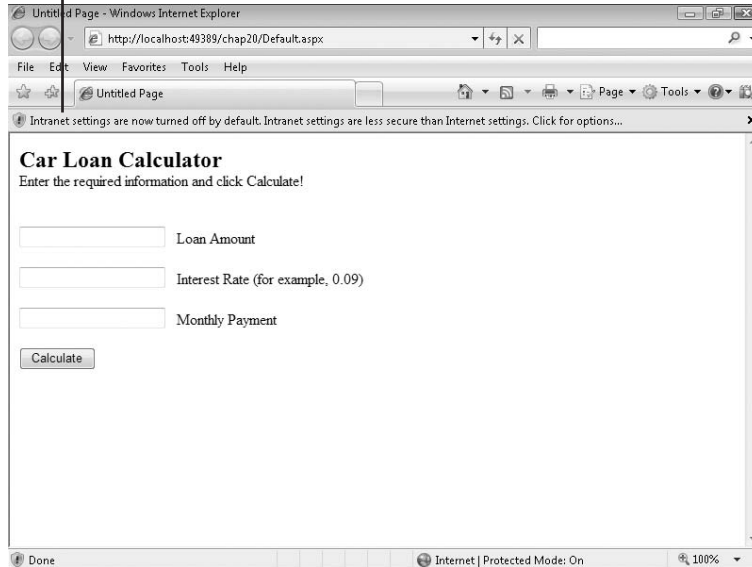 Untitled Page - Windows Internet Explorer
http://localhost:49389/chap20/Default.aspx
File Edit View Favorites Tools Help
Untitled Page
Page Tools
Intranet settings are now turned off by default. Intranet settings are less secure than Internet settings. Click for options...
Car Loan Calculator
Enter the required information and click Calculate!
Loan Amount
Interest Rate (for example, 0.09)
Monthly Payment
Calculate
Done Internet | Protected Mode: On 100%